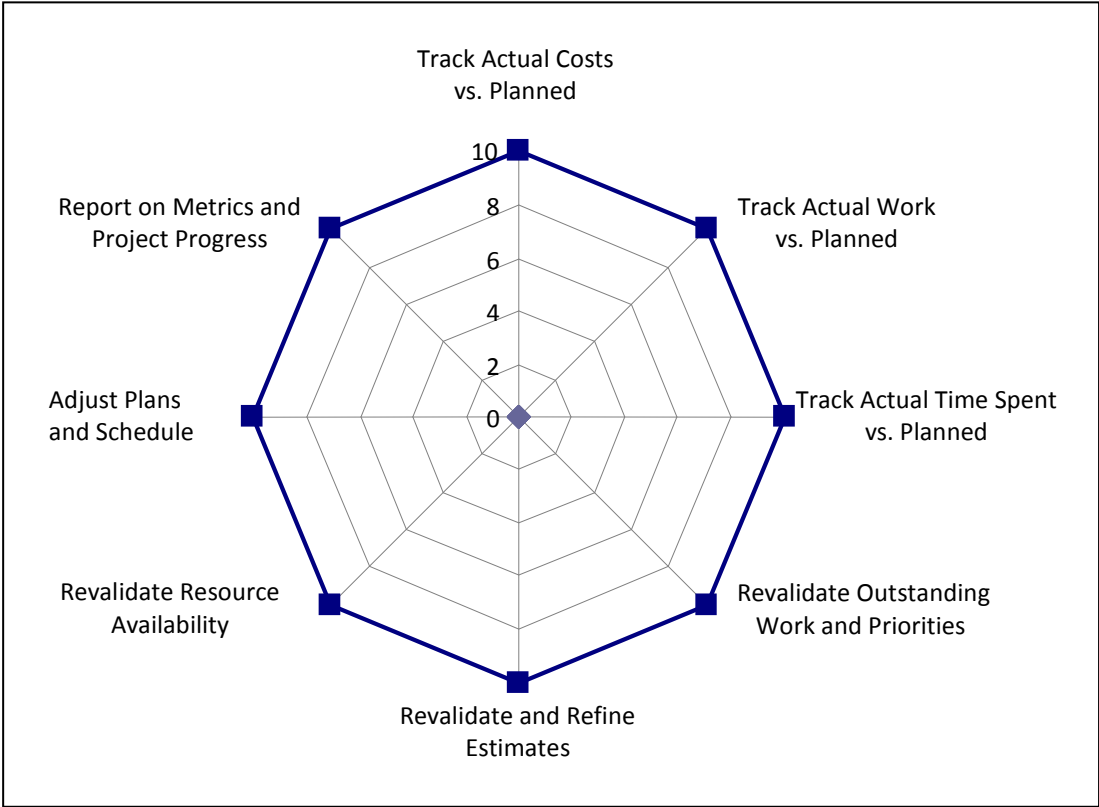 Track Actual Costs
vs. Planned
10
Report on Metrics and
Project Progress
Track Actual Work
vs. Planned
8
6
4
2
0
Adjust Plans
and Schedule
Track Actual Time Spent
vs. Planned
Revalidate Resource
Availability
Revalidate Outstanding
Work and Priorities
Revalidate and Refine
Estimates